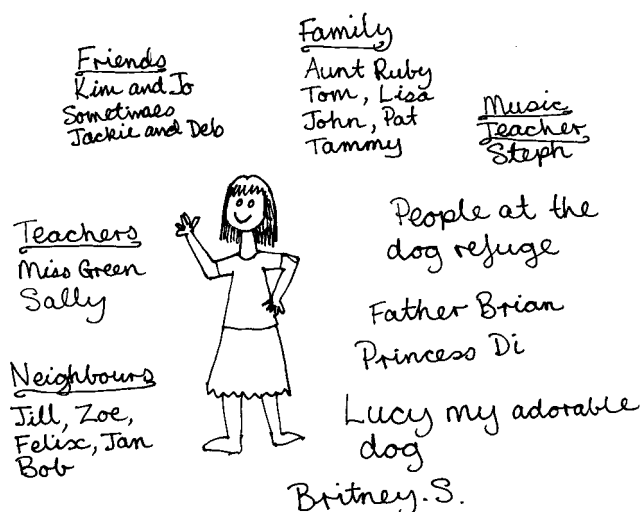 Friends
Kim and Jo
Sometimes
Jackie and Deb
Family
Aunt Ruby
Tom, Lisa
John, Pat
Tammy
Music
Teacher
Steph
Teachers
Miss Green
Sally
People at the
dog refuge
Father Brian
Princess Di
Neighbours
Jill, Zoe,
Felix, Jan
Bob
Lucy my adorable
dog
Britney.S.